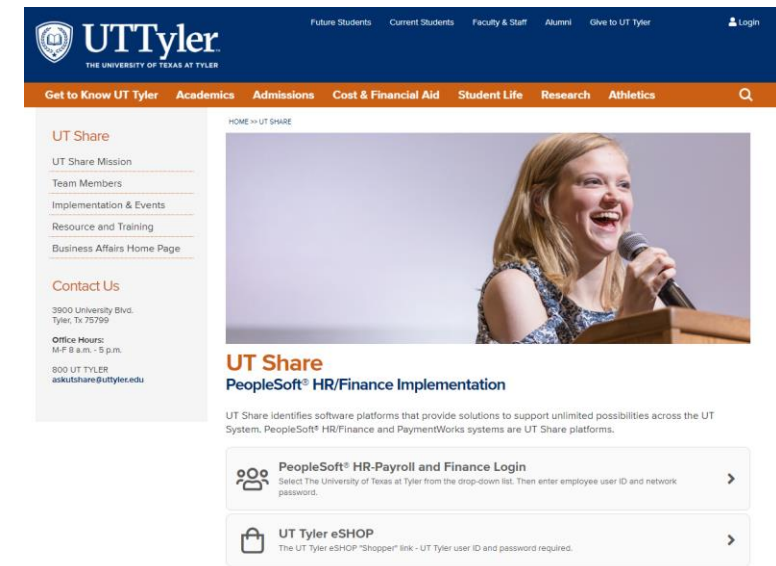 Future Students Current Students Faculty & Staff Alumni Give to UT Tyler Login
UTTyler
THE UNIVERSITY OF TEXAS AT TYLER
Get to Know UT Tyler Academics Admissions Cost & Financial Aid Student Life Research Athletics
UT Share
UT Share Mission
Team Members
Implementation & Events
Resource and Training
Business Affairs Home Page
Contact Us
3900 University Blvd.
Tyler, Tx 75799
Office Hours:
M-F 8 a.m. - 5 p.m.
800 UT TYLER
askutshare@uttyler.edu
HOME >> UT SHARE
UT Share
PeopleSoft® HR/Finance Implementation
UT Share identifies software platforms that provide solutions to support unlimited possibilities across the UT
System. PeopleSoft® HR/Finance and PaymentWorks systems are UT Share platforms.
PeopleSoft® HR-Payroll and Finance Login
Select The University of Texas at Tyler from the drop-down list. Then enter employee user ID and network
password.
UT Tyler eSHOP
The UT Tyler eSHOP "Shopper" link - UT Tyler user ID and password required.